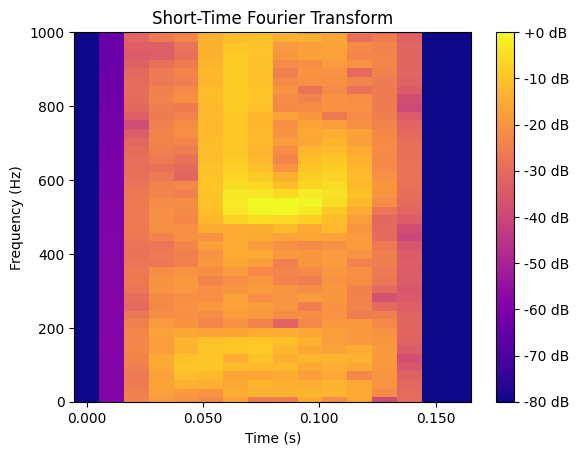 Short-Time Fourier Transform
1000
800
600
400
200
0
Frequency (Hz)
0.000
0.050
0.100
0.150
Time (s)
+0 dB
-10 dB
-20 dB
-30 dB
-40 dB
-50 dB
-60 dB
-70 dB
-80 dB